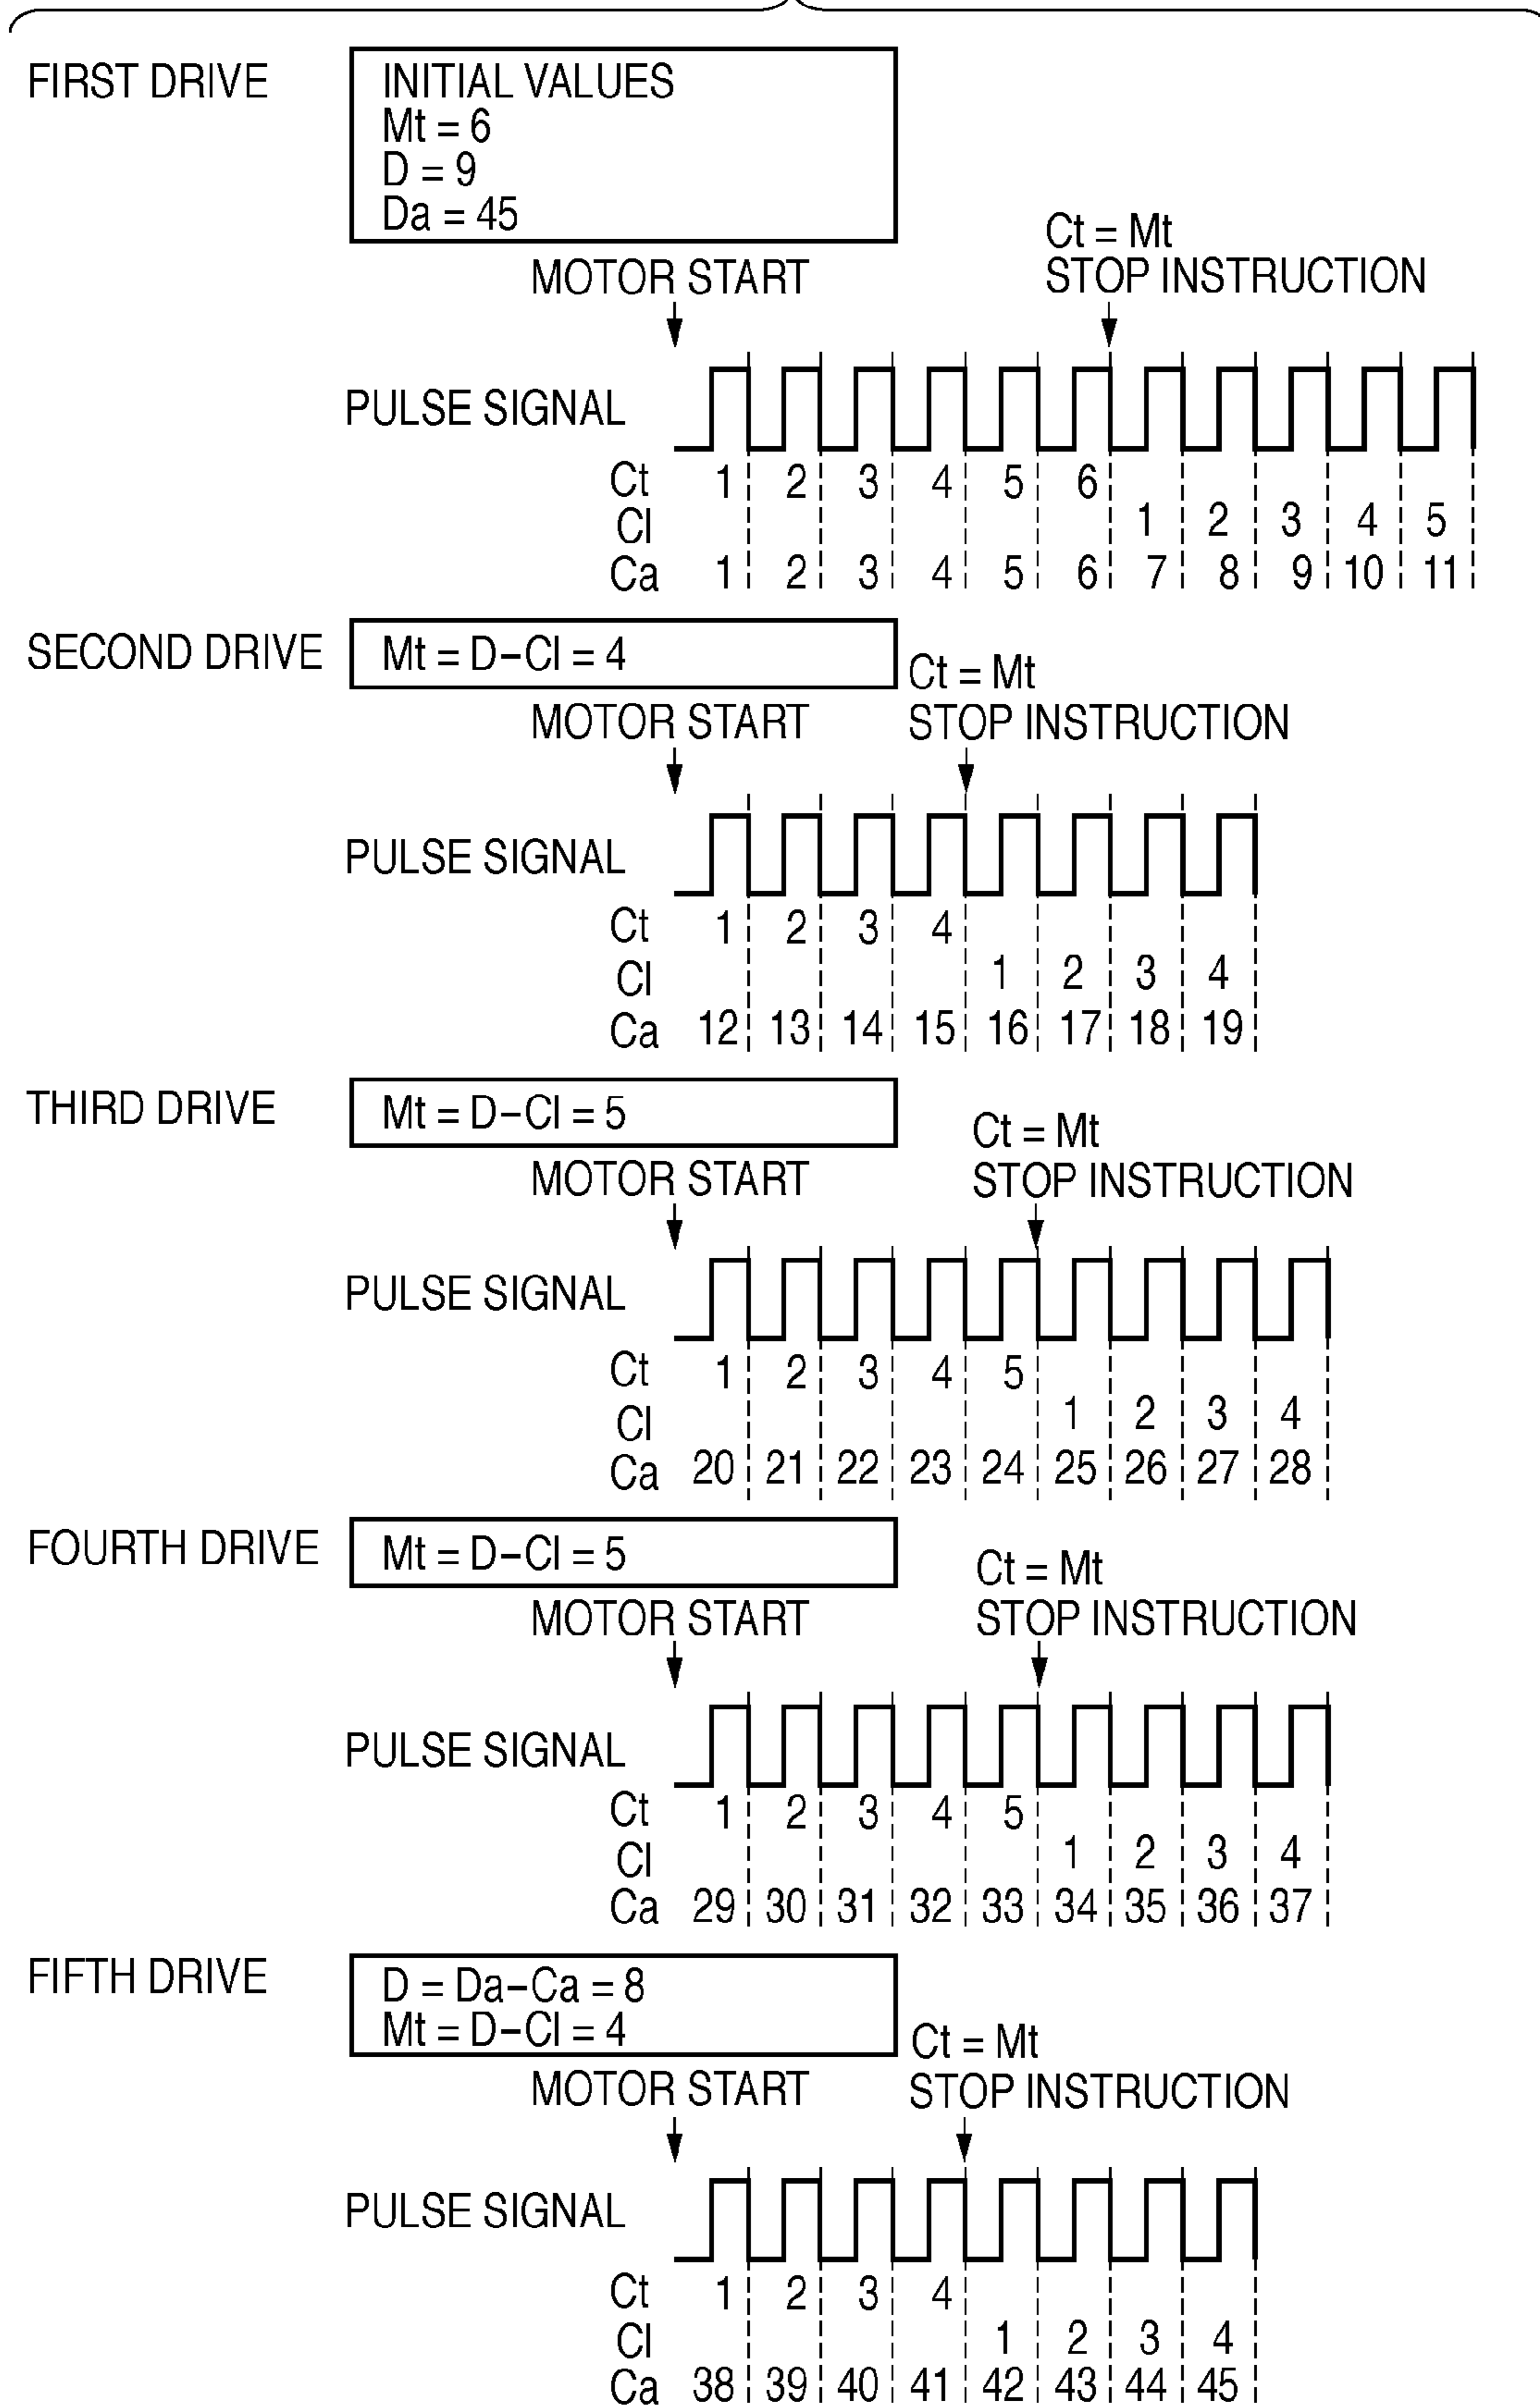 FIRST DRIVE
INITIAL VALUES
Mt = 6
D = 9
Da = 45
MOTOR START
Ct = Mt
STOP INSTRUCTION
PULSE SIGNAL
Ct 1 2 3 4 5 6
Cl 1 2 3 4 5
Ca 1 2 3 4 5 6 7 8 9 10 11
SECOND DRIVE
Mt = D−Cl = 4
MOTOR START
Ct = Mt
STOP INSTRUCTION
PULSE SIGNAL
Ct 1 2 3 4
Cl 1 2 3 4
Ca 12 13 14 15 16 17 18 19
THIRD DRIVE
Mt = D−Cl = 5
MOTOR START
Ct = Mt
STOP INSTRUCTION
PULSE SIGNAL
Ct 1 2 3 4 5
Cl 1 2 3 4
Ca 20 21 22 23 24 25 26 27 28
FOURTH DRIVE
Mt = D−Cl = 5
MOTOR START
Ct = Mt
STOP INSTRUCTION
PULSE SIGNAL
Ct 1 2 3 4 5
Cl 1 2 3 4
Ca 29 30 31 32 33 34 35 36 37
FIFTH DRIVE
D = Da−Ca = 8
Mt = D−Cl = 4
MOTOR START
Ct = Mt
STOP INSTRUCTION
PULSE SIGNAL
Ct 1 2 3 4
Cl 1 2 3 4
Ca 38 39 40 41 42 43 44 45